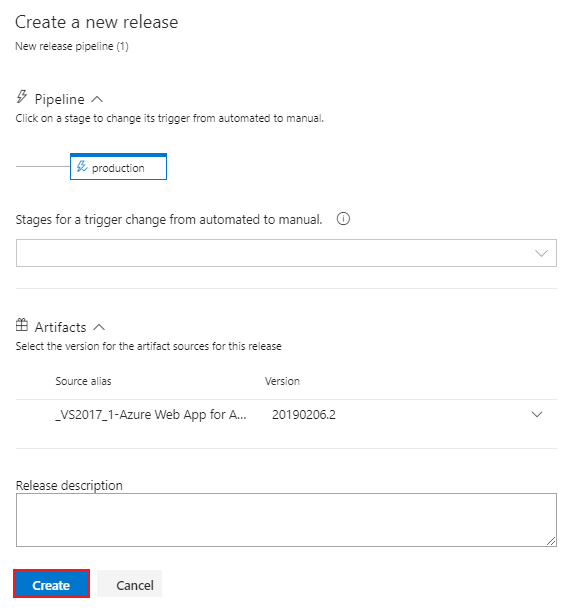 Create a new release
New release pipeline (1)
Pipeline
Click on a stage to change its trigger from automated to manual.
production
Stages for a trigger change from automated to manual.
Artifacts
Select the version for the artifact sources for this release
Source alias Version
_VS2017_1-Azure Web App for A... 20190206.2
Release description
Create Cancel